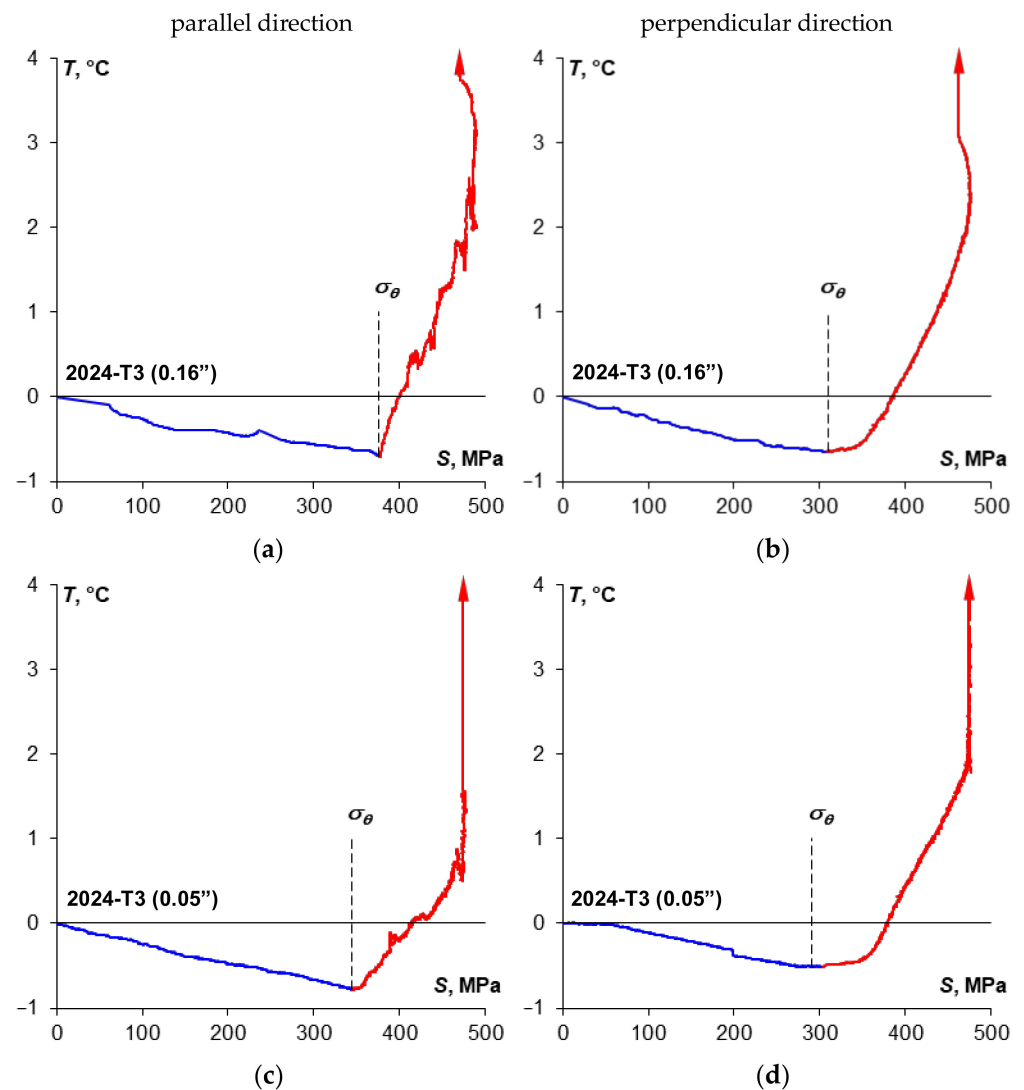 parallel direction
perpendicular direction
4
T, °C
3
2
σθ
1
2024-T3 (0.16”)
0
S, MPa
−1
0 100 200 300 400 500
(a)
4
T, °C
3
2
σθ
1
2024-T3 (0.16”)
0
S, MPa
−1
0 100 200 300 400 500
(b)
4
T, °C
3
2
σθ
1
2024-T3 (0.05”)
0
S, MPa
−1
0 100 200 300 400 500
(c)
4
T, °C
3
2
σθ
1
2024-T3 (0.05”)
0
S, MPa
−1
0 100 200 300 400 500
(d)